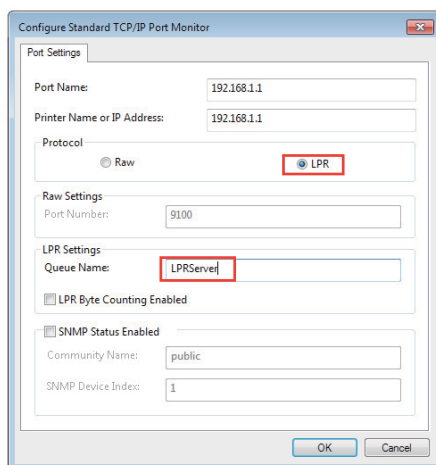 Configure Standard TCP/IP Port Monitor
Port Settings
Port Name: 192.168.1.1
Printer Name or IP Address: 192.168.1.1
Protocol
Raw LPR
Raw Settings
Port Number: 9100
LPR Settings
Queue Name: LPRServer
LPR Byte Counting Enabled
SNMP Status Enabled
Community Name: public
SNMP Device Index: 1
OK Cancel